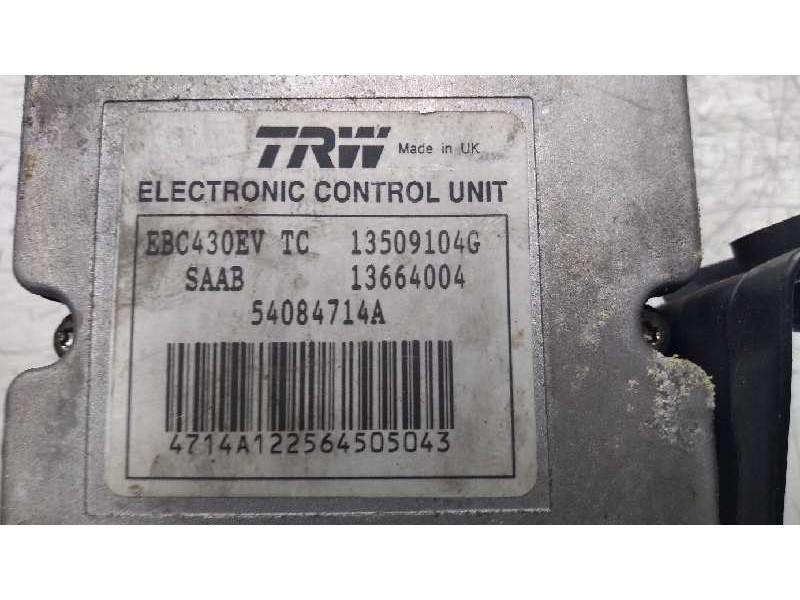 TRW Made in UK
ELECTRONIC CONTROL UNIT
EBC430EV TC 13509104G
SAAB 13664004
54084714A
4714A122564505043